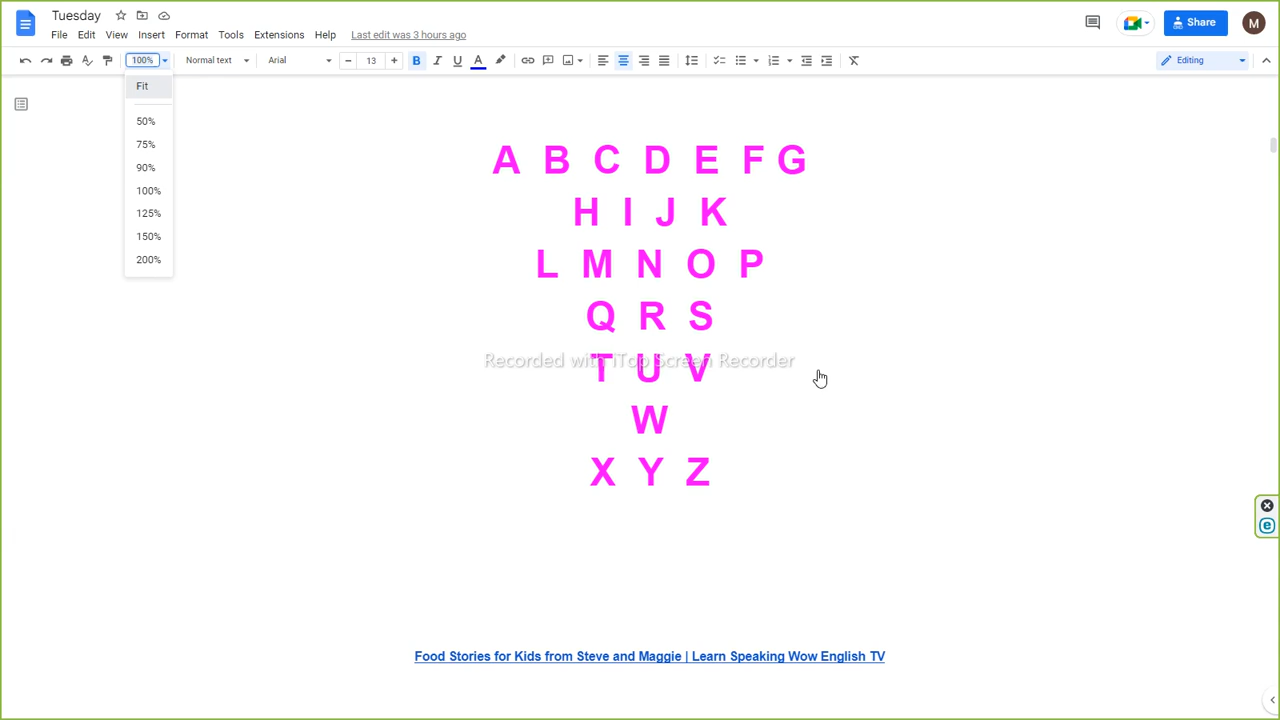 Tuesday
File Edit View Insert Format Tools Extensions Help Last edit was 3 hours ago
Share
M
100% Normal text Arial 13 B I U A Editing
Fit
50%
75%
90%
100%
125%
150%
200%
A B C D E F G
H I J K
L M N O P
Q R S
Recorded with iTop Screen Recorder
T U V
W
X Y Z
Food Stories for Kids from Steve and Maggie | Learn Speaking Wow English TV